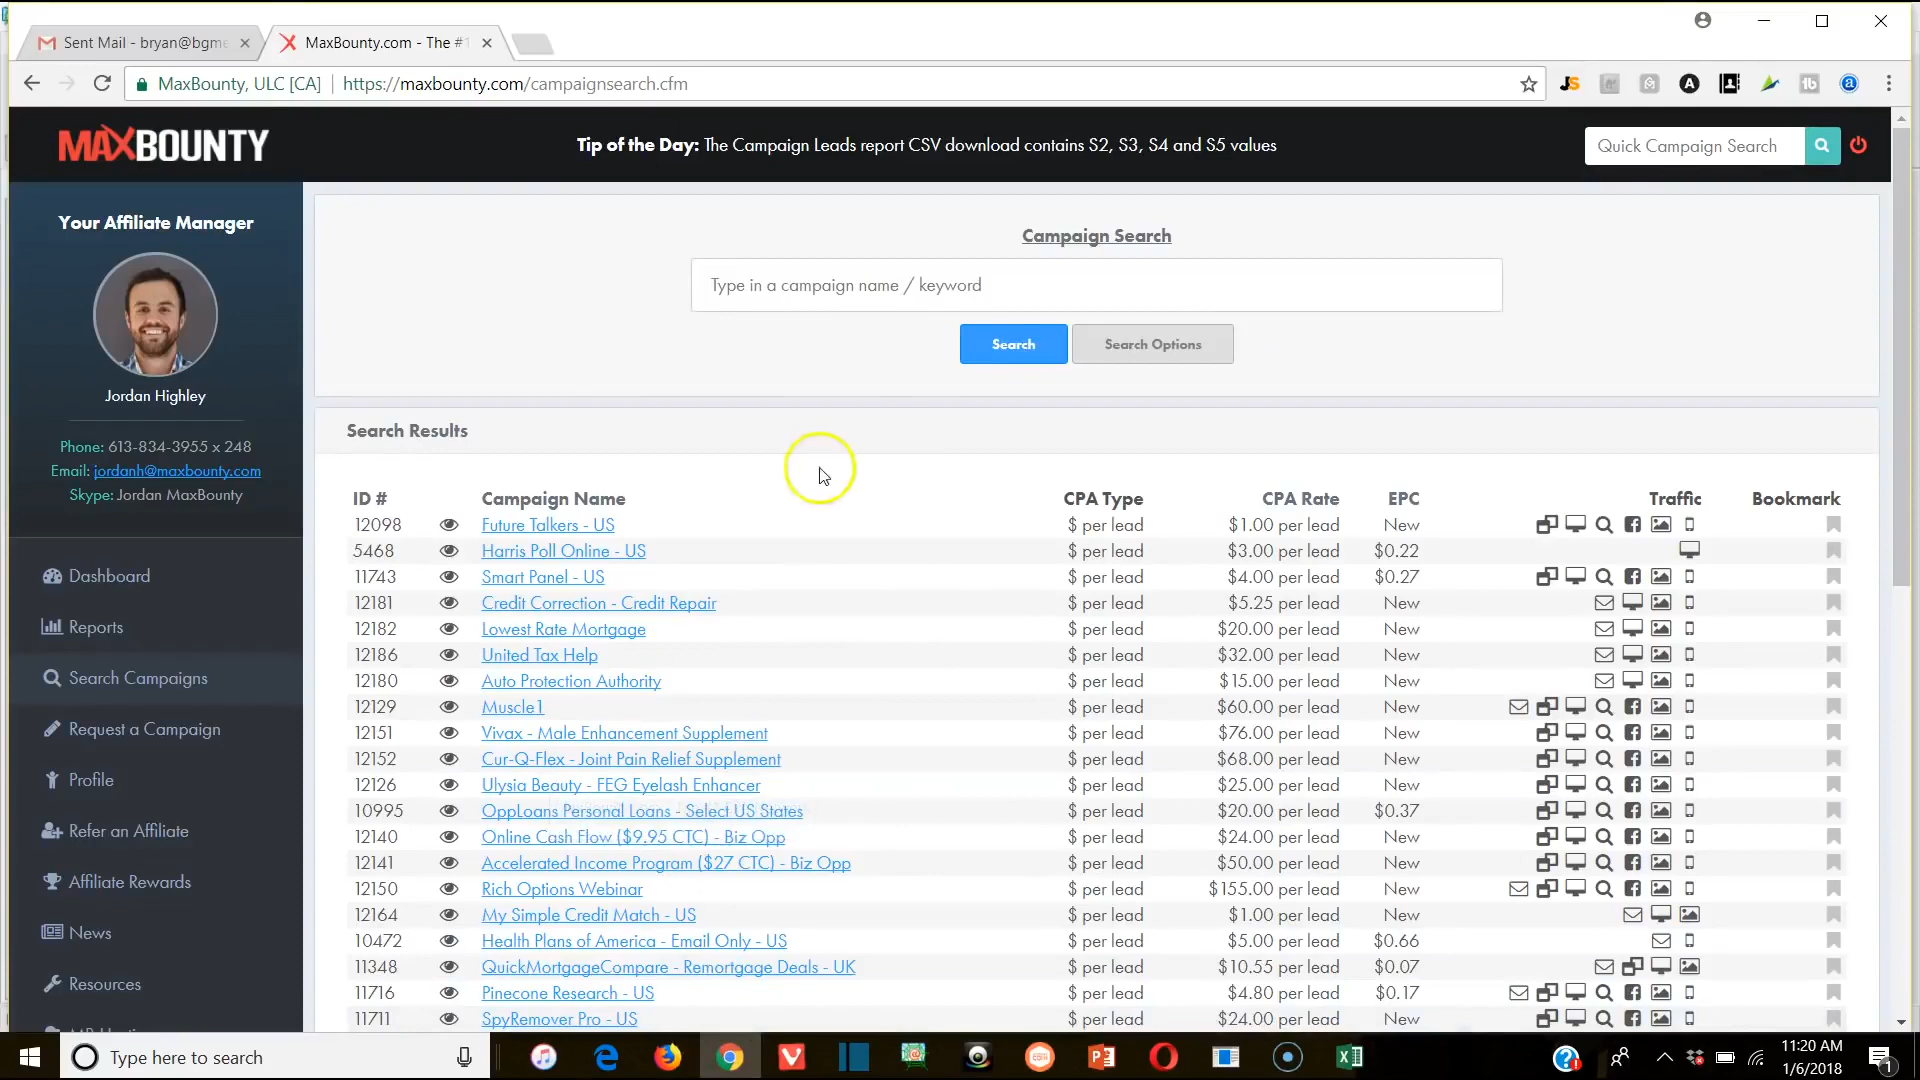 Sent Mail - bryan@bgme
MaxBounty.com - The #1
MaxBounty, ULC [CA]
https://maxbounty.com/campaignsearch.cfm
MAXBOUNTY
Tip of the Day: The Campaign Leads report CSV download contains S2, S3, S4 and S5 values
Quick Campaign Search
Your Affiliate Manager
Jordan Highley
Phone: 613-834-3955 x 248
Email: jordanh@maxbounty.com
Skype: Jordan MaxBounty
Dashboard
Reports
Search Campaigns
Request a Campaign
Profile
Refer an Affiliate
Affiliate Rewards
News
Resources
Campaign Search
Type in a campaign name / keyword
Search
Search Options
Search Results
ID # Campaign Name CPA Type CPA Rate EPC Traffic Bookmark
12098 Future Talkers - US $ per lead $1.00 per lead New
5468 Harris Poll Online - US $ per lead $3.00 per lead $0.22
11743 Smart Panel - US $ per lead $4.00 per lead $0.27
12181 Credit Correction - Credit Repair $ per lead $5.25 per lead New
12182 Lowest Rate Mortgage $ per lead $20.00 per lead New
12186 United Tax Help $ per lead $32.00 per lead New
12180 Auto Protection Authority $ per lead $15.00 per lead New
12129 Muscle1 $ per lead $60.00 per lead New
12151 Vivax - Male Enhancement Supplement $ per lead $76.00 per lead New
12152 Cur-Q-Flex - Joint Pain Relief Supplement $ per lead $68.00 per lead New
12126 Ulysia Beauty - FEG Eyelash Enhancer $ per lead $25.00 per lead New
10995 OppLoans Personal Loans - Select US States $ per lead $20.00 per lead $0.37
12140 Online Cash Flow ($9.95 CTC) - Biz Opp $ per lead $24.00 per lead New
12141 Accelerated Income Program ($27 CTC) - Biz Opp $ per lead $50.00 per lead New
12150 Rich Options Webinar $ per lead $155.00 per lead New
12164 My Simple Credit Match - US $ per lead $1.00 per lead New
10472 Health Plans of America - Email Only - US $ per lead $5.00 per lead $0.66
11348 QuickMortgageCompare - Remortgage Deals - UK $ per lead $10.55 per lead $0.07
11716 Pinecone Research - US $ per lead $4.80 per lead $0.17
11711 SpyRemover Pro - US $ per lead $24.00 per lead New
Type here to search
11:20 AM
1/6/2018
1